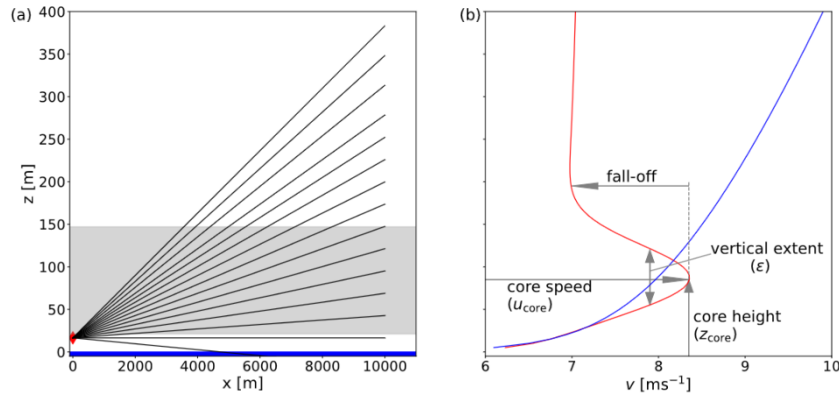 (a)
400
350
300
250
200
150
100
50
0
z [m]
0
2000
4000
6000
8000
10000
x [m]
(b)
fall-off
vertical extent
(ε)
core speed
(u_core)
core height
(z_core)
6
7
8
9
10
v [ms⁻¹]